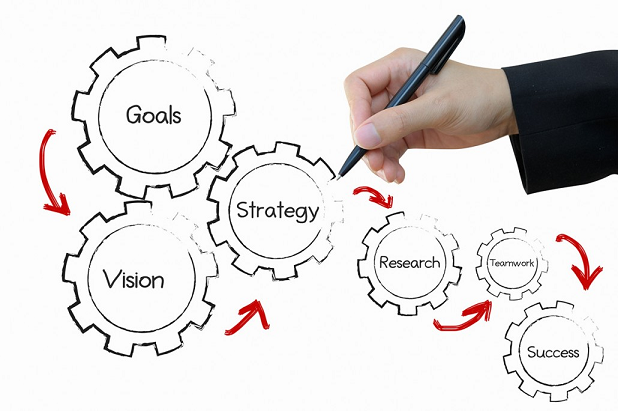 Goals
Vision
Strategy
Research
Teamwork
Success